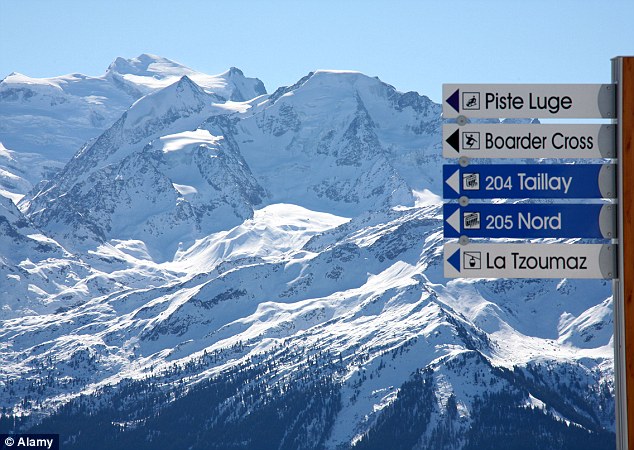 Piste Luge
Boarder Cross
204 Taillay
205 Nord
La Tzoumaz
© Alamy